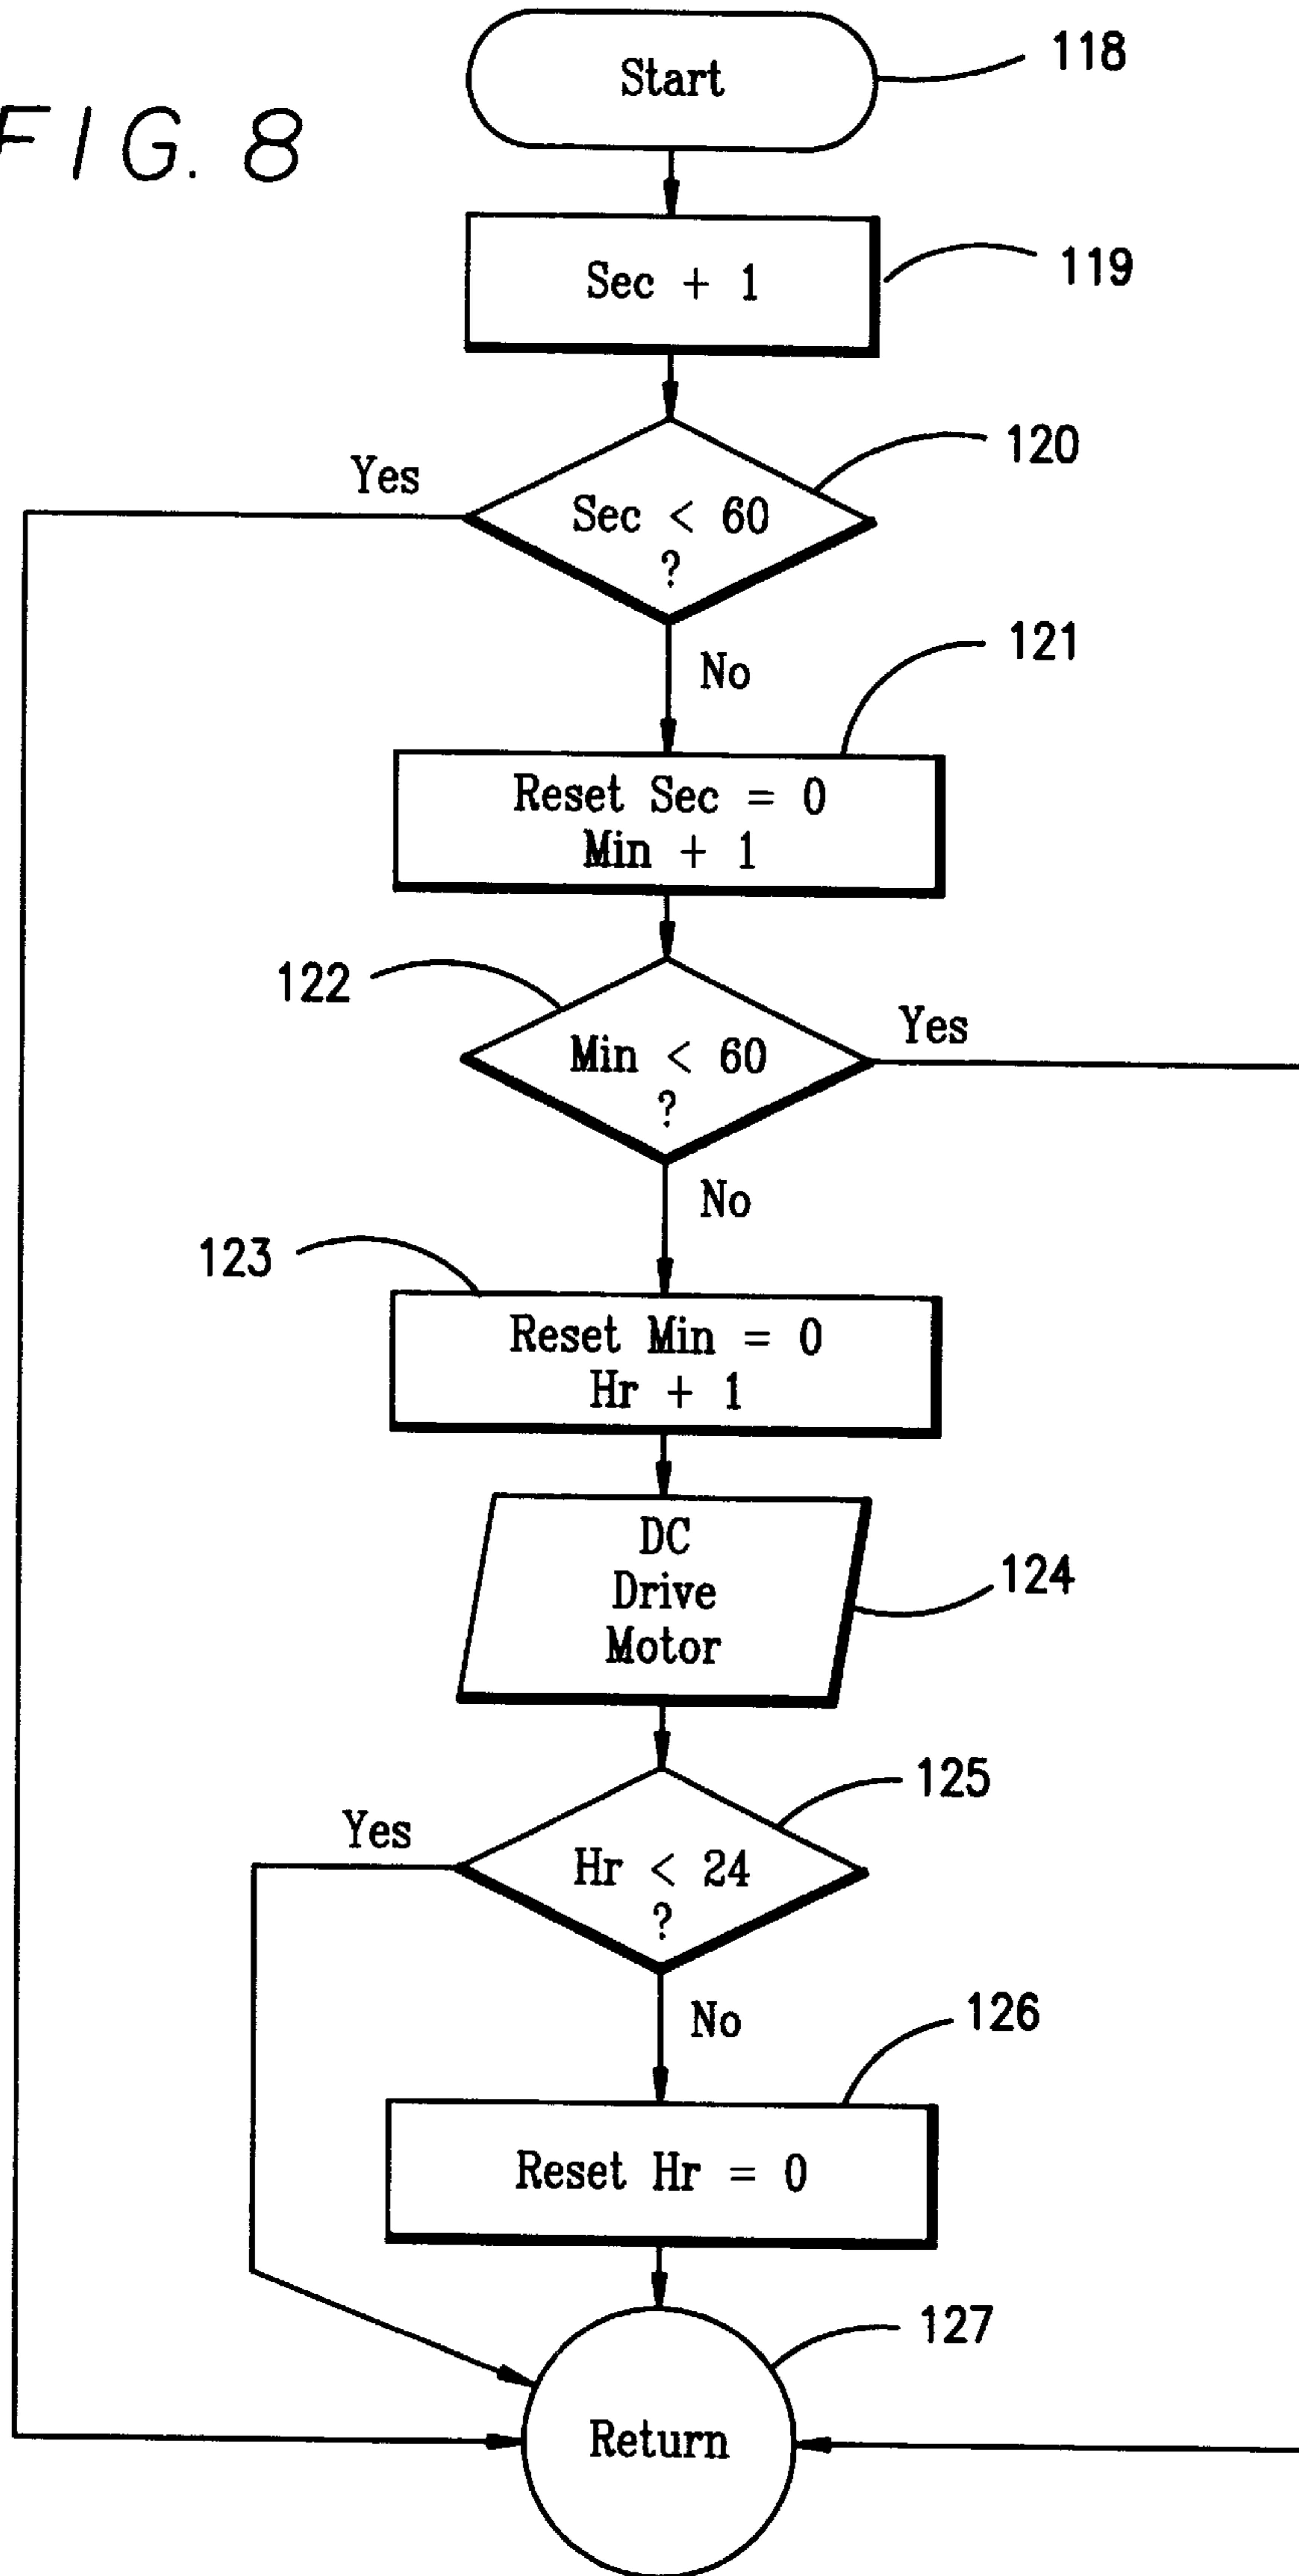 FIG. 8
Start
118
Sec + 1
119
120
Yes
Sec < 60
?
No
121
Reset Sec = 0
Min + 1
122
Yes
Min < 60
?
No
123
Reset Min = 0
Hr + 1
DC
Drive
Motor
124
125
Yes
Hr < 24
?
No
126
Reset Hr = 0
127
Return